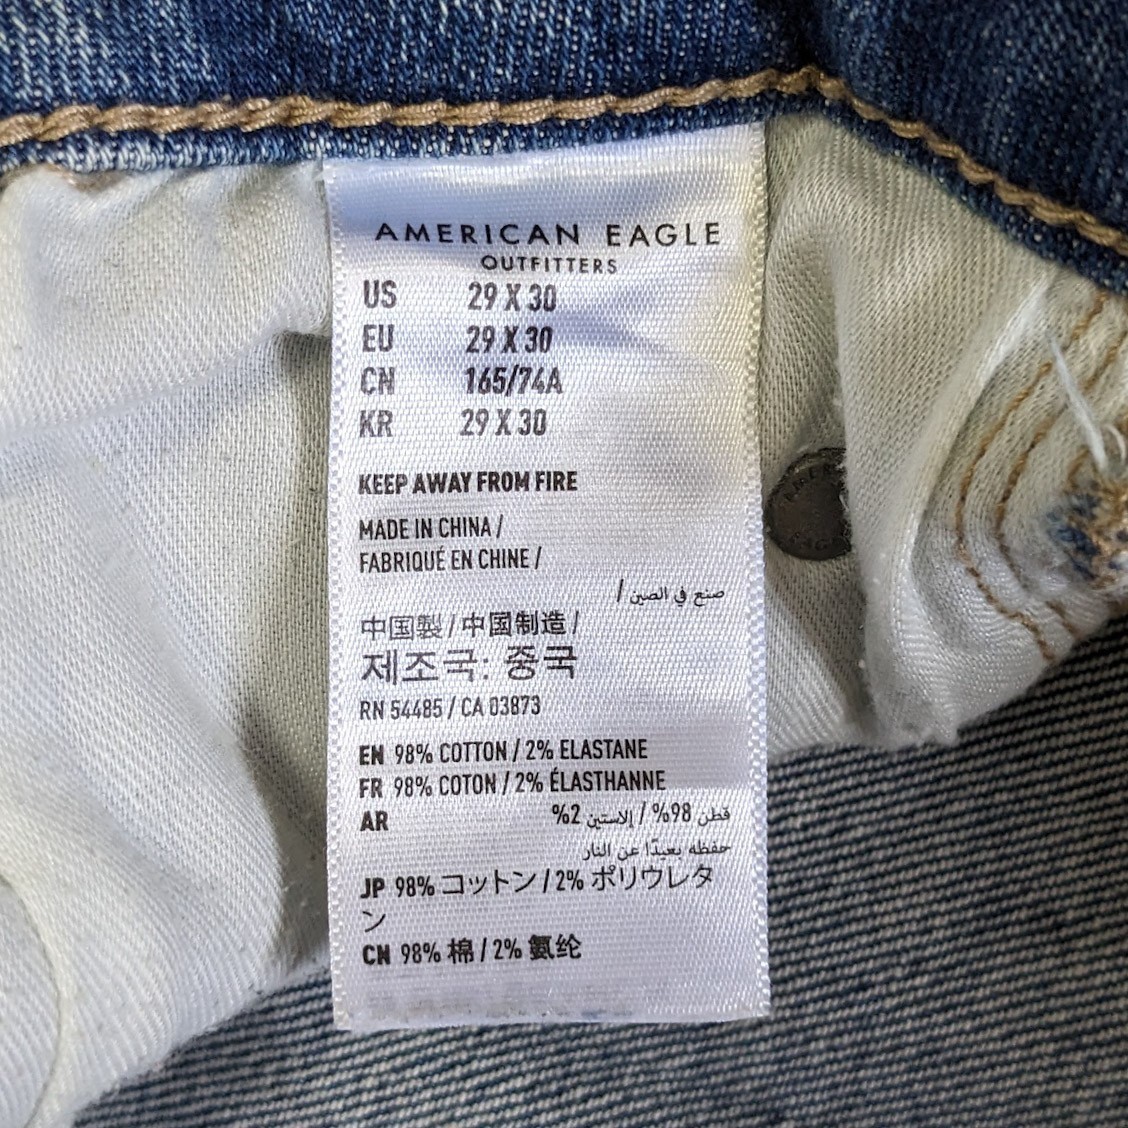 AMERICAN EAGLE
OUTFITTERS
US 29 X 30
EU 29 X 30
CN 165/74A
KR 29 X 30
KEEP AWAY FROM FIRE
MADE IN CHINA /
FABRIQUÉ EN CHINE /
صنع في الصين /
中国製 / 中国制造 /
제조국: 중국
RN 54485 / CA 03873
EN 98% COTTON / 2% ELASTANE
FR 98% COTON / 2% ÉLASTHANNE
AR قطن 98% / إلاستين 2%
حفظه بعيدًا عن النار
JP 98% コットン / 2% ポリウレタ
ン
CN 98% 棉 / 2% 氨纶